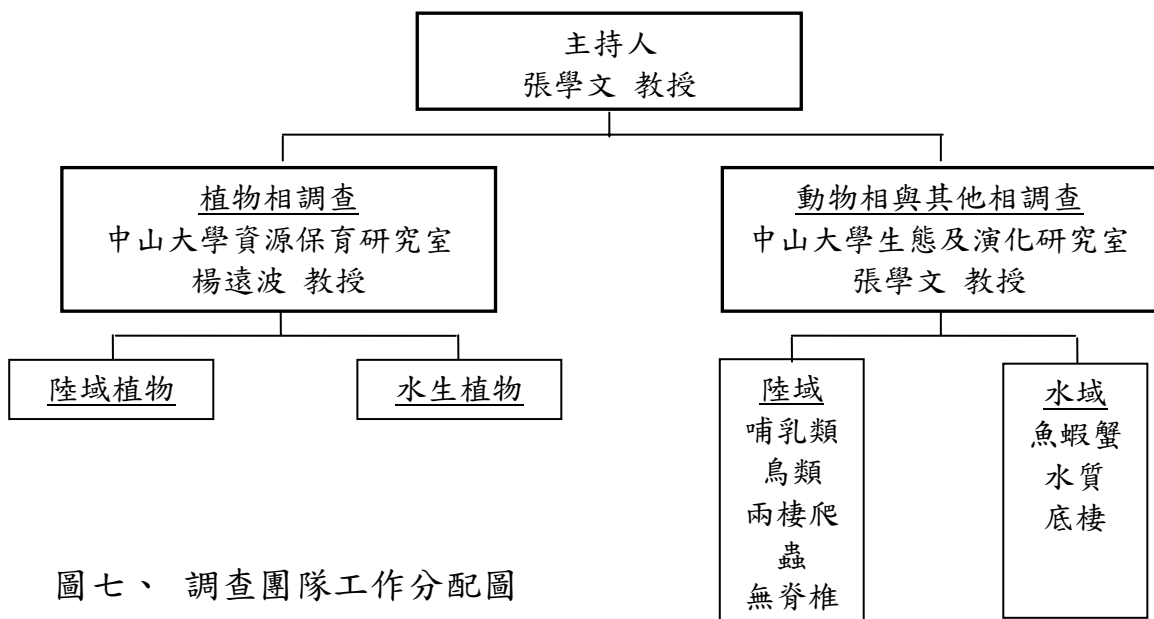 主持人
張學文 教授
植物相調查
中山大學資源保育研究室
楊遠波 教授
動物相與其他相調查
中山大學生態及演化研究室
張學文 教授
陸域植物
水生植物
陸域
哺乳類
鳥類
兩棲爬
蟲
無脊椎
水域
魚蝦蟹
水質
底棲
圖七、 調查團隊工作分配圖